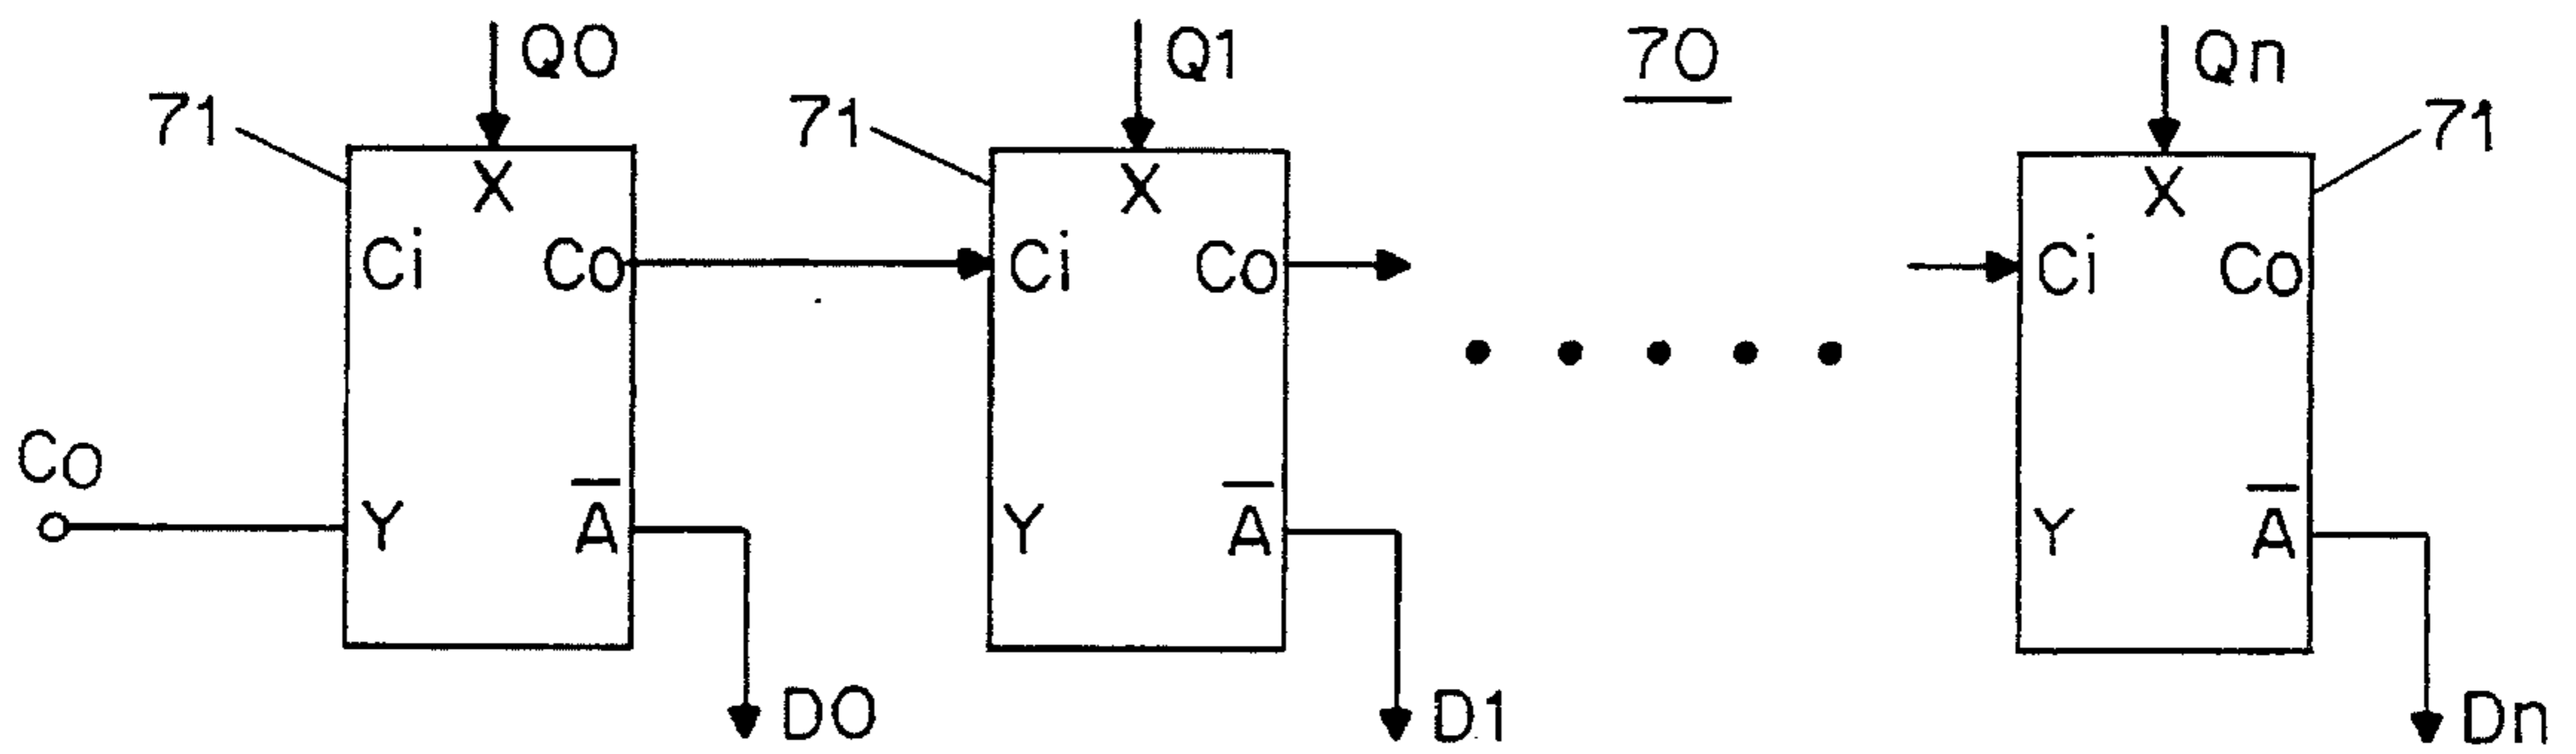 Q0 Q1 70 Qn
71 71 71
X X X
Ci Co Ci Co Ci Co
Co
Y A̅ Y A̅ Y A̅
D0 D1 Dn